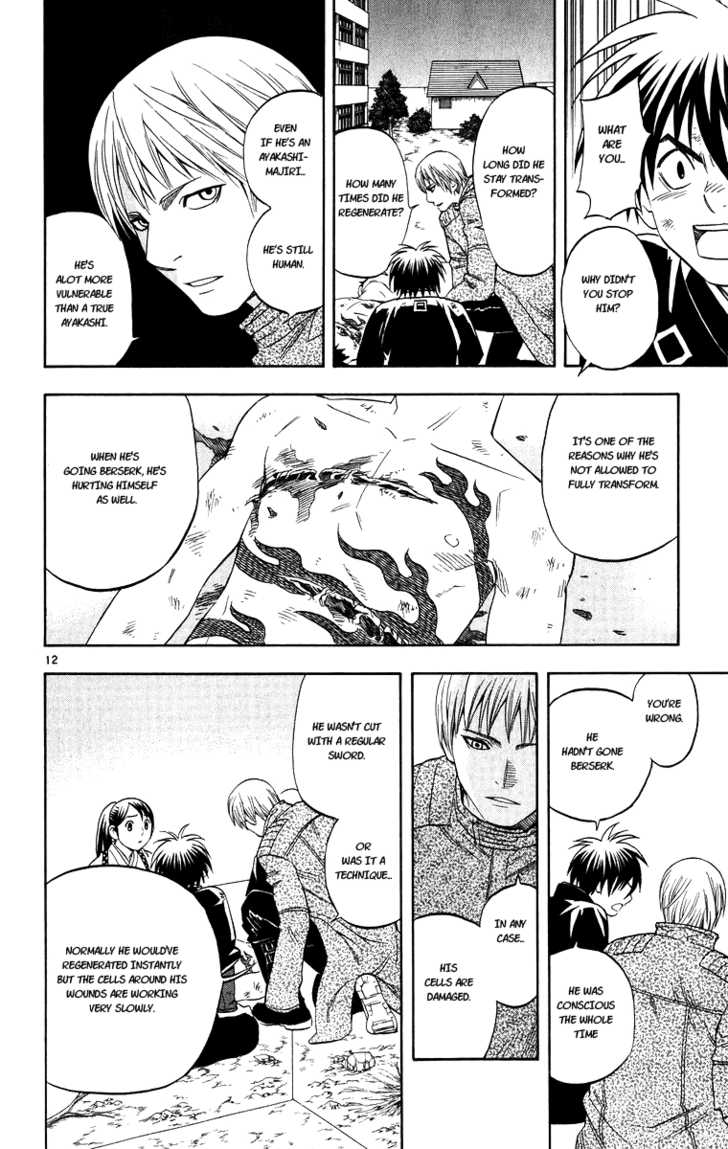 WHAT
ARE
YOU...
WHY DIDN'T
YOU STOP
HIM?
HOW
LONG DID HE
STAY TRANS-
FORMED?
HOW MANY
TIMES DID HE
REGENERATE?
EVEN
IF HE'S AN
AYAKASHI-
MAJIRI...
HE'S STILL
HUMAN.
HE'S
ALOT MORE
VULNERABLE
THAN A TRUE
AYAKASHI.
IT'S ONE OF THE
REASONS WHY HE'S
NOT ALLOWED TO
FULLY TRANSFORM.
WHEN HE'S
GOING BERSERK, HE'S
HURTING HIMSELF
AS WELL.
12
YOU'RE
WRONG.
HE
HADN'T GONE
BERSERK.
HE WAS
CONSCIOUS
THE WHOLE
TIME
IN ANY
CASE..
HIS
CELLS ARE
DAMAGED.
HE WASN'T CUT
WITH A REGULAR
SWORD.
OR
WAS IT A
TECHNIQUE...
NORMALLY HE WOULD'VE
REGENERATED INSTANTLY
BUT THE CELLS AROUND HIS
WOUNDS ARE WORKING
VERY SLOWLY.